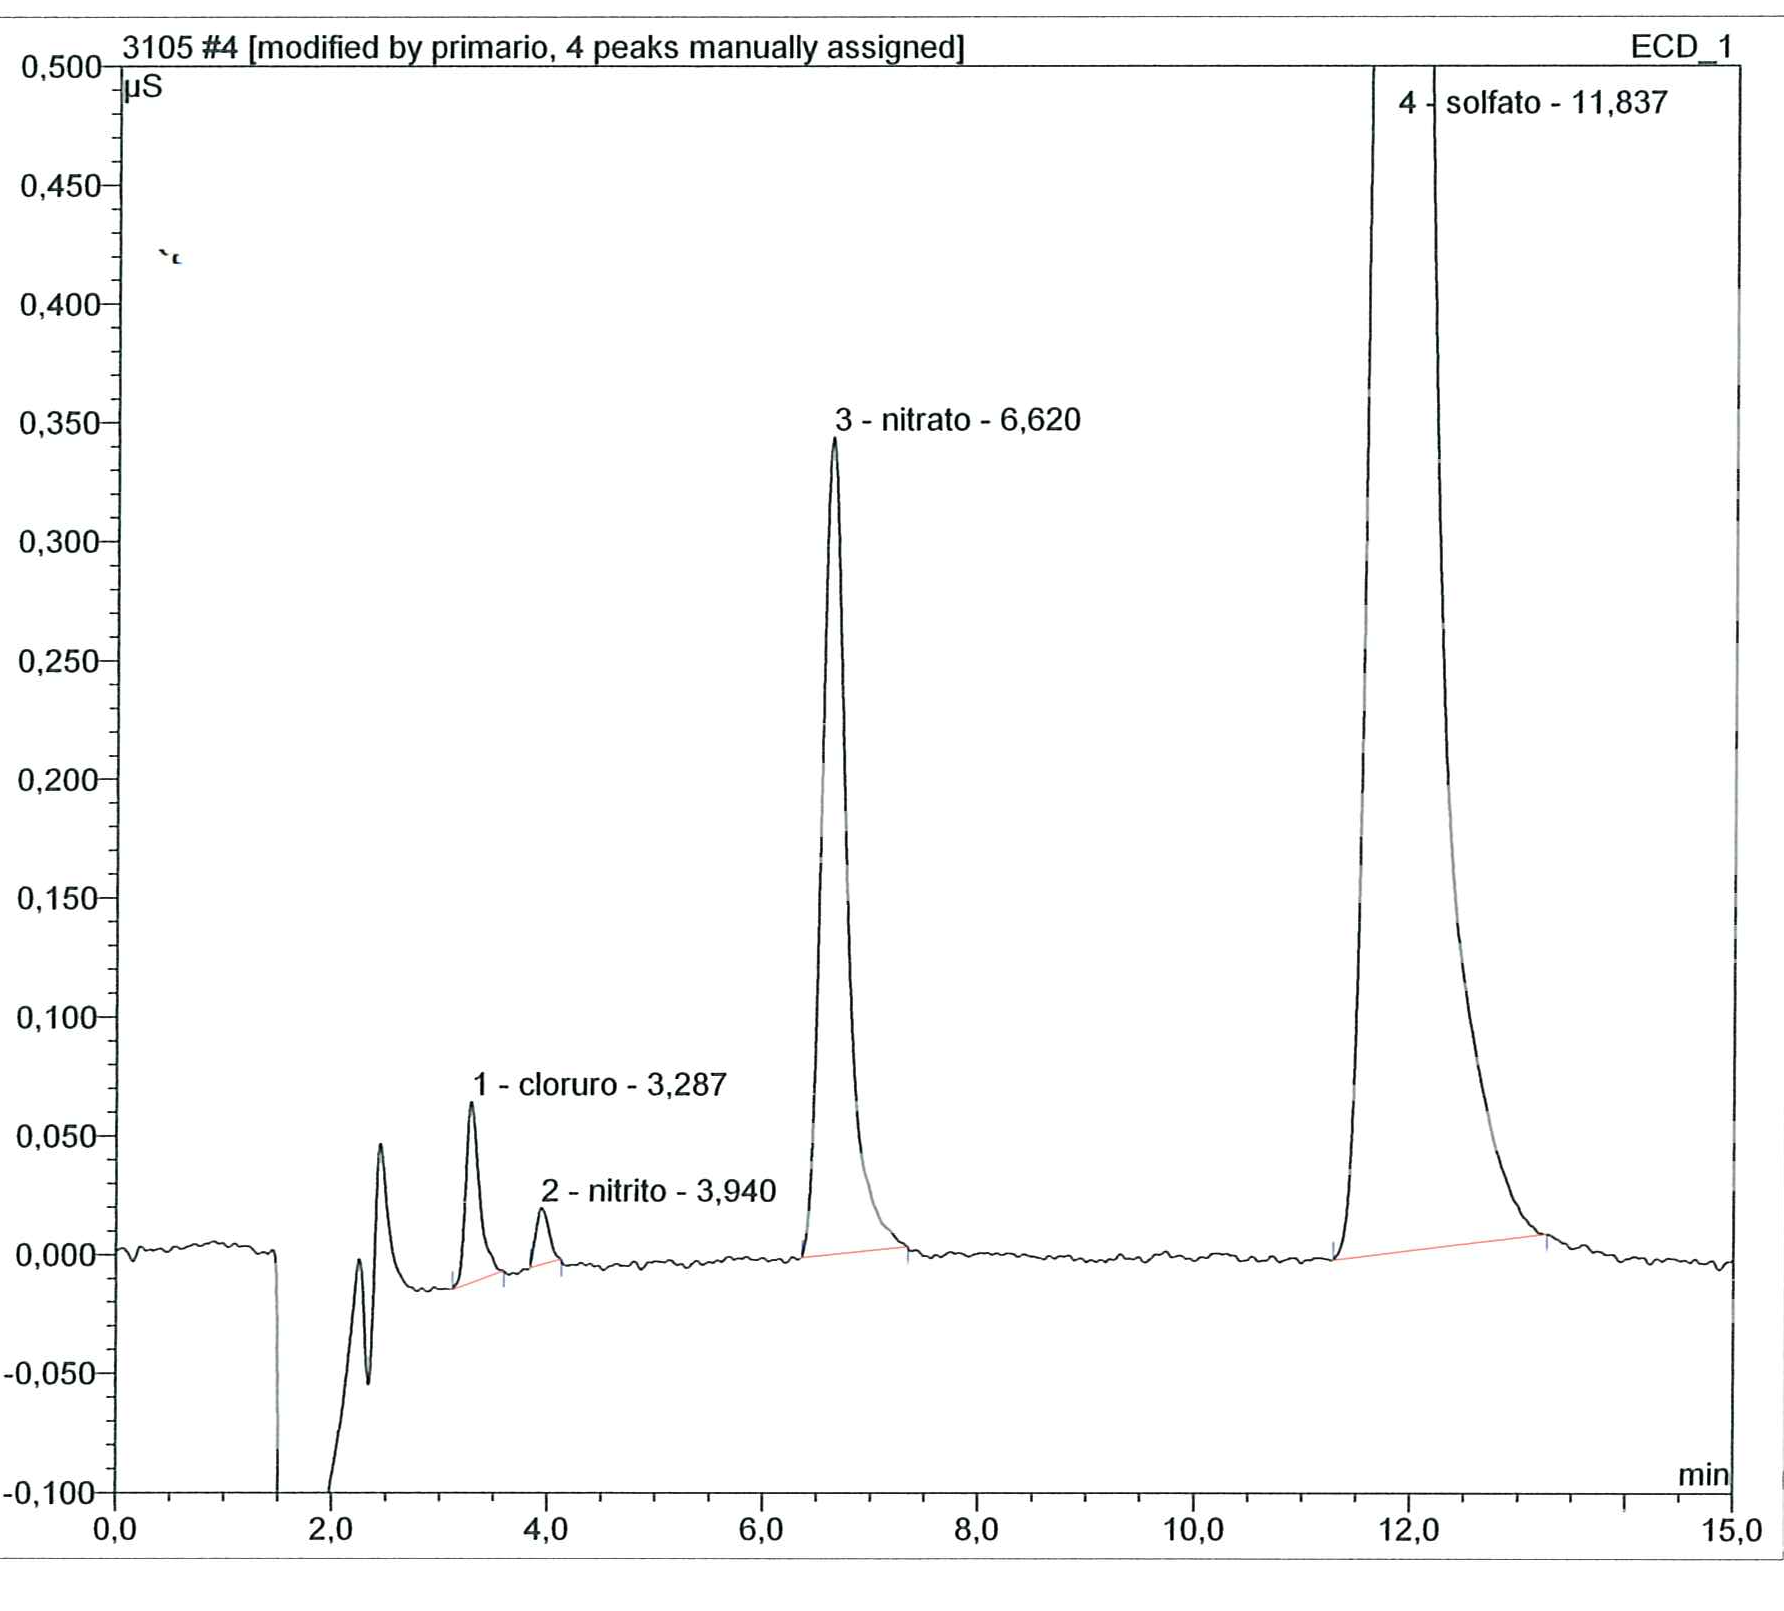 3105 #4 [modified by primario, 4 peaks manually assigned] ECD_1
0,500
µS
4 - solfato - 11,837
0,450
0,400
3 - nitrato - 6,620
0,350
0,300
0,250
0,200
0,150
0,100
1 - cloruro - 3,287
0,050
2 - nitrito - 3,940
0,000
-0,050
min
-0,100
0,0 2,0 4,0 6,0 8,0 10,0 12,0 15,0